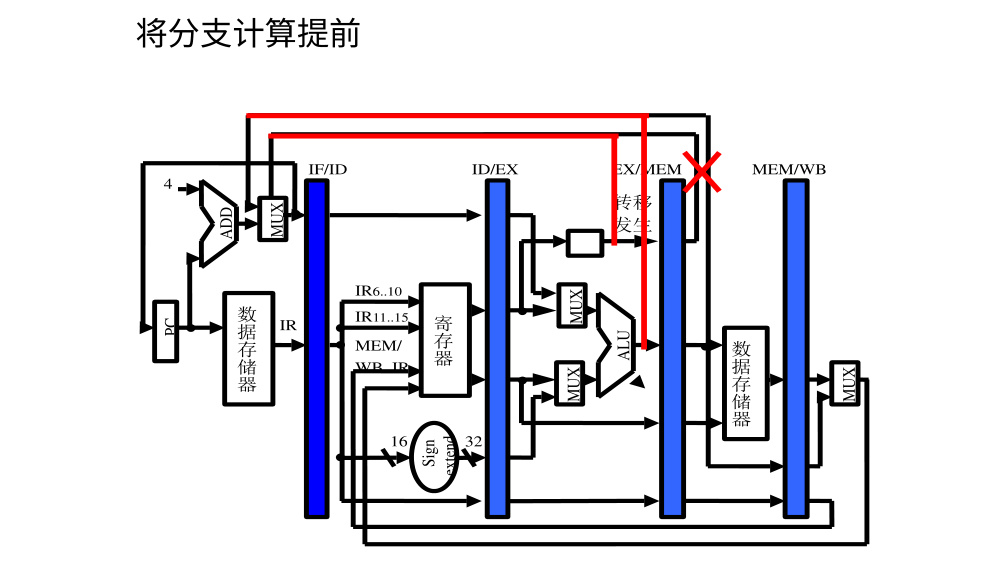 将分支计算提前
IF/ID
ID/EX
EX/MEM
MEM/WB
4
ADD
MUX
转移
发生
PC
数据存储器
IR
IR6..10
IR11..15
MEM/
WB. IR
寄存器
MUX
MUX
ALU
数据存储器
MUX
16
Sign
extend
32